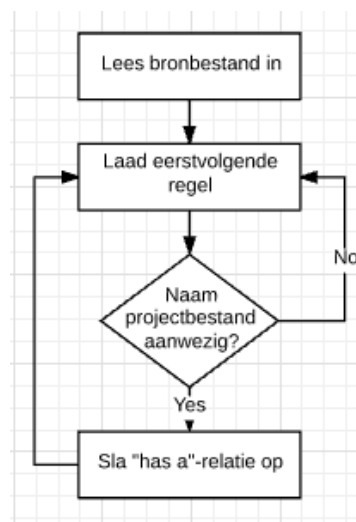 Lees bronbestand in
Laad eerstvolgende
regel
No
Naam
projectbestand
aanwezig?
Yes
Sla "has a"-relatie op